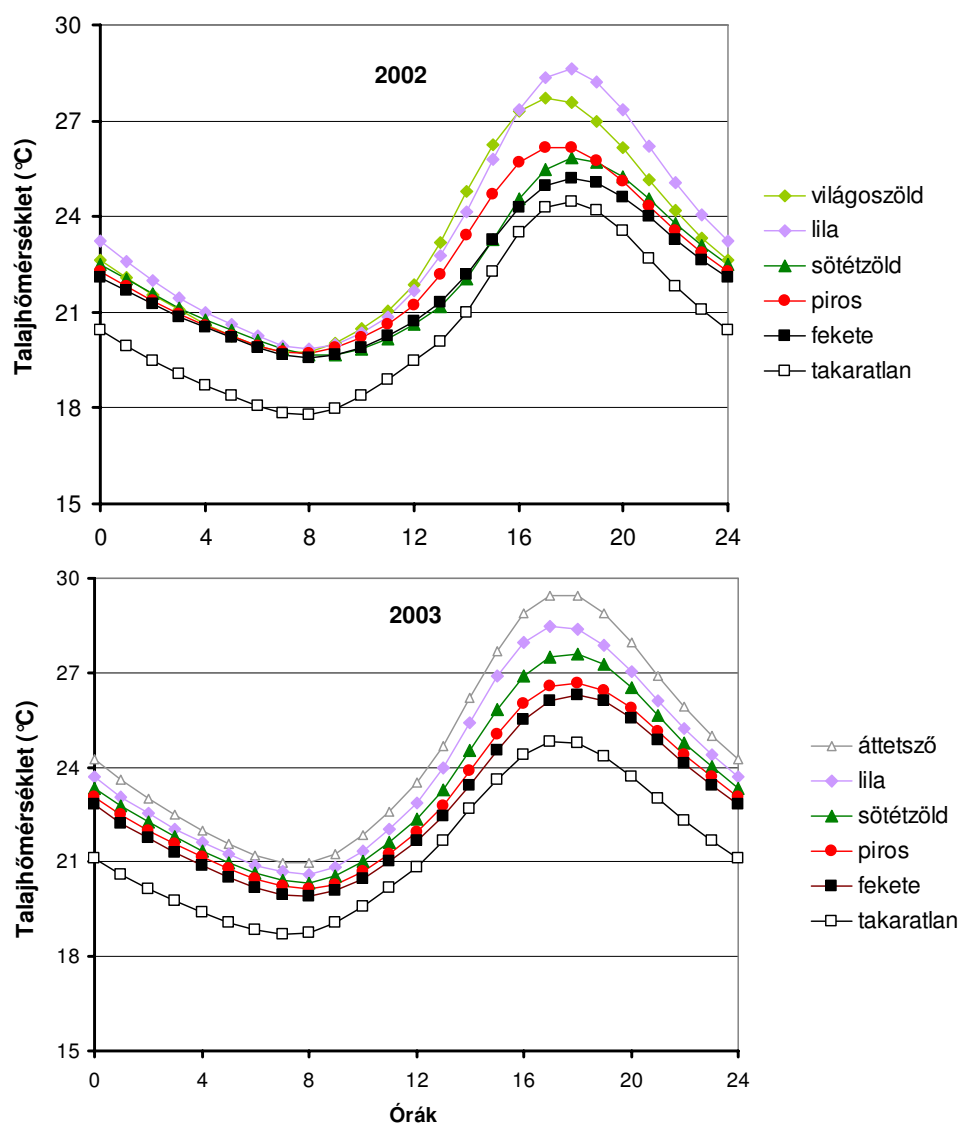 2002
Talajhőmérséklet (°C)
30
27
24
21
18
15
0 4 8 12 16 20 24
világoszöld
lila
sötétzöld
piros
fekete
takaratlan
2003
Talajhőmérséklet (°C)
30
27
24
21
18
15
0 4 8 12 16 20 24
Órák
áttetsző
lila
sötétzöld
piros
fekete
takaratlan